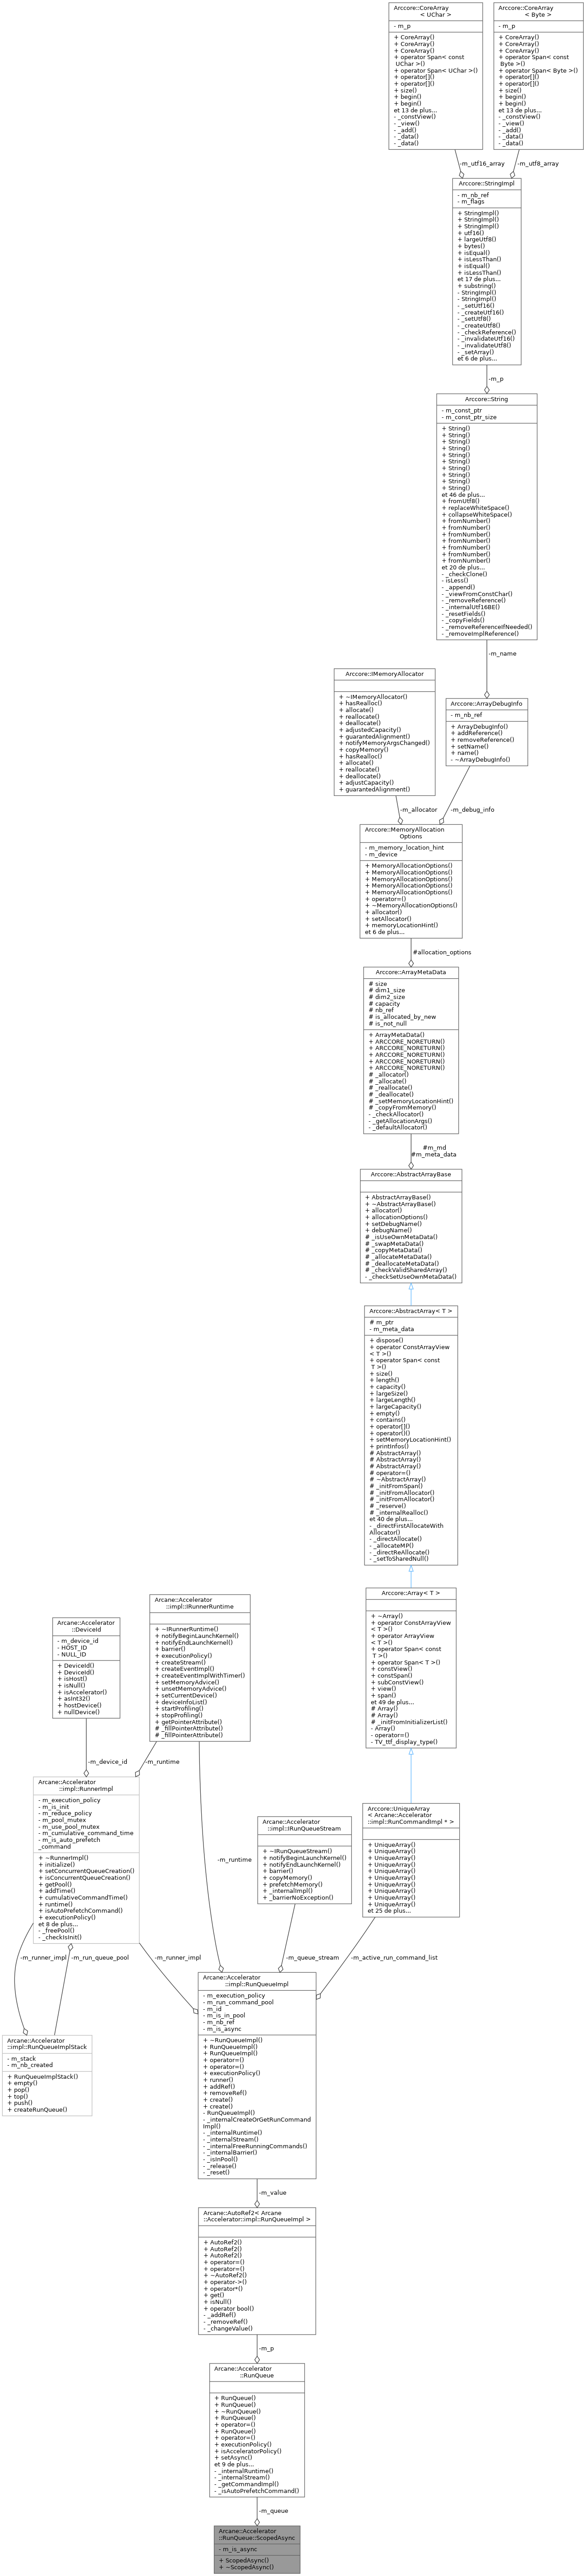 Arccore::CoreArray
< UChar >
- m_p
+ CoreArray()
+ CoreArray()
+ CoreArray()
+ operator Span< const
UChar >()
+ operator Span< UChar >()
+ operator[]()
+ operator[]()
+ size()
+ begin()
+ begin()
et 13 de plus...
- _constView()
- _view()
- _add()
- _data()
- _data()
Arccore::CoreArray
< Byte >
- m_p
+ CoreArray()
+ CoreArray()
+ CoreArray()
+ operator Span< const
Byte >()
+ operator Span< Byte >()
+ operator[]()
+ operator[]()
+ size()
+ begin()
+ begin()
et 13 de plus...
- _constView()
- _view()
- _add()
- _data()
- _data()
-m_utf16_array
-m_utf8_array
Arccore::StringImpl
- m_nb_ref
- m_flags
+ StringImpl()
+ StringImpl()
+ StringImpl()
+ utf16()
+ largeUtf8()
+ bytes()
+ isEqual()
+ isLessThan()
+ isEqual()
+ isLessThan()
et 17 de plus...
+ substring()
- StringImpl()
- StringImpl()
- _setUtf16()
- _createUtf16()
- _setUtf8()
- _createUtf8()
- _checkReference()
- _invalidateUtf16()
- _invalidateUtf8()
- _setArray()
et 6 de plus...
-m_p
Arccore::String
- m_const_ptr
- m_const_ptr_size
+ String()
+ String()
+ String()
+ String()
+ String()
+ String()
+ String()
+ String()
+ String()
+ String()
et 46 de plus...
+ fromUtf8()
+ replaceWhiteSpace()
+ collapseWhiteSpace()
+ fromNumber()
+ fromNumber()
+ fromNumber()
+ fromNumber()
+ fromNumber()
+ fromNumber()
+ fromNumber()
et 20 de plus...
- _checkClone()
- isLess()
- _append()
- _viewFromConstChar()
- _removeReference()
- _internalUtf16BE()
- _resetFields()
- _copyFields()
- _removeReferenceIfNeeded()
- _removeImplReference()
-m_name
Arccore::IMemoryAllocator
+ ~IMemoryAllocator()
+ hasRealloc()
+ allocate()
+ reallocate()
+ deallocate()
+ adjustedCapacity()
+ guarantedAlignment()
+ notifyMemoryArgsChanged()
+ copyMemory()
+ hasRealloc()
+ allocate()
+ reallocate()
+ deallocate()
+ adjustCapacity()
+ guarantedAlignment()
Arccore::ArrayDebugInfo
- m_nb_ref
+ ArrayDebugInfo()
+ addReference()
+ removeReference()
+ setName()
+ name()
- ~ArrayDebugInfo()
-m_allocator
-m_debug_info
Arccore::MemoryAllocation
Options
- m_memory_location_hint
- m_device
+ MemoryAllocationOptions()
+ MemoryAllocationOptions()
+ MemoryAllocationOptions()
+ MemoryAllocationOptions()
+ MemoryAllocationOptions()
+ operator=()
+ ~MemoryAllocationOptions()
+ allocator()
+ setAllocator()
+ memoryLocationHint()
et 6 de plus...
#allocation_options
Arccore::ArrayMetaData
# size
# dim1_size
# dim2_size
# capacity
# nb_ref
# is_allocated_by_new
# is_not_null
+ ArrayMetaData()
+ ARCCORE_NORETURN()
+ ARCCORE_NORETURN()
+ ARCCORE_NORETURN()
+ ARCCORE_NORETURN()
+ ARCCORE_NORETURN()
# _allocator()
# _allocate()
# _reallocate()
# _deallocate()
# _setMemoryLocationHint()
# _copyFromMemory()
- _checkAllocator()
- _getAllocationArgs()
- _defaultAllocator()
#m_md
#m_meta_data
Arccore::AbstractArrayBase
+ AbstractArrayBase()
+ ~AbstractArrayBase()
+ allocator()
+ allocationOptions()
+ setDebugName()
+ debugName()
# _isUseOwnMetaData()
# _swapMetaData()
# _copyMetaData()
# _allocateMetaData()
# _deallocateMetaData()
# _checkValidSharedArray()
- _checkSetUseOwnMetaData()
Arccore::AbstractArray< T >
# m_ptr
- m_meta_data
+ dispose()
+ operator ConstArrayView
< T >()
+ operator Span< const
T >()
+ size()
+ length()
+ capacity()
+ largeSize()
+ largeLength()
+ largeCapacity()
+ empty()
+ contains()
+ operator[]()
+ operator()()
+ setMemoryLocationHint()
+ printInfos()
# AbstractArray()
# AbstractArray()
# AbstractArray()
# operator=()
# ~AbstractArray()
# _initFromSpan()
# _initFromAllocator()
# _initFromAllocator()
# _reserve()
# _internalRealloc()
et 40 de plus...
- _directFirstAllocateWith
Allocator()
- _directAllocate()
- _allocateMP()
- _directReAllocate()
- _setToSharedNull()
Arccore::Array< T >
+ ~Array()
+ operator ConstArrayView
< T >()
+ operator ArrayView
< T >()
+ operator Span< const
T >()
+ operator Span< T >()
+ constView()
+ constSpan()
+ subConstView()
+ view()
+ span()
et 49 de plus...
# Array()
# Array()
# _initFromInitializerList()
- Array()
- operator=()
- TV_ttf_display_type()
Arcane::Accelerator
::DeviceId
- m_device_id
- HOST_ID
- NULL_ID
+ DeviceId()
+ DeviceId()
+ isHost()
+ isNull()
+ isAccelerator()
+ asInt32()
+ hostDevice()
+ nullDevice()
Arcane::Accelerator
::impl::IRunnerRuntime
+ ~IRunnerRuntime()
+ notifyBeginLaunchKernel()
+ notifyEndLaunchKernel()
+ barrier()
+ executionPolicy()
+ createStream()
+ createEventImpl()
+ createEventImplWithTimer()
+ setMemoryAdvice()
+ unsetMemoryAdvice()
+ setCurrentDevice()
+ deviceInfoList()
+ startProfiling()
+ stopProfiling()
+ getPointerAttribute()
# _fillPointerAttribute()
# _fillPointerAttribute()
-m_device_id
-m_runtime
Arcane::Accelerator
::impl::RunnerImpl
- m_execution_policy
- m_is_init
- m_reduce_policy
- m_pool_mutex
- m_use_pool_mutex
- m_cumulative_command_time
- m_is_auto_prefetch
_command
+ ~RunnerImpl()
+ initialize()
+ setConcurrentQueueCreation()
+ isConcurrentQueueCreation()
+ getPool()
+ addTime()
+ cumulativeCommandTime()
+ runtime()
+ isAutoPrefetchCommand()
+ executionPolicy()
et 8 de plus...
- _freePool()
- _checkIsInit()
-m_runtime
Arcane::Accelerator
::impl::IRunQueueStream
+ ~IRunQueueStream()
+ notifyBeginLaunchKernel()
+ notifyEndLaunchKernel()
+ barrier()
+ copyMemory()
+ prefetchMemory()
+ _internalImpl()
+ _barrierNoException()
Arccore::UniqueArray
< Arcane::Accelerator
::impl::RunCommandImpl * >
+ UniqueArray()
+ UniqueArray()
+ UniqueArray()
+ UniqueArray()
+ UniqueArray()
+ UniqueArray()
+ UniqueArray()
+ UniqueArray()
+ UniqueArray()
+ UniqueArray()
et 25 de plus...
-m_runner_impl
-m_run_queue_pool
-m_runner_impl
-m_queue_stream
-m_active_run_command_list
Arcane::Accelerator
::impl::RunQueueImplStack
- m_stack
- m_nb_created
+ RunQueueImplStack()
+ empty()
+ pop()
+ top()
+ push()
+ createRunQueue()
Arcane::Accelerator
::impl::RunQueueImpl
- m_execution_policy
- m_run_command_pool
- m_id
- m_is_in_pool
- m_nb_ref
- m_is_async
+ ~RunQueueImpl()
+ RunQueueImpl()
+ RunQueueImpl()
+ operator=()
+ operator=()
+ executionPolicy()
+ runner()
+ addRef()
+ removeRef()
+ create()
+ create()
- RunQueueImpl()
- _internalCreateOrGetRunCommand
Impl()
- _internalRuntime()
- _internalStream()
- _internalFreeRunningCommands()
- _internalBarrier()
- _isInPool()
- _release()
- _reset()
-m_value
Arcane::AutoRef2< Arcane
::Accelerator::impl::RunQueueImpl >
+ AutoRef2()
+ AutoRef2()
+ AutoRef2()
+ operator=()
+ operator=()
+ ~AutoRef2()
+ operator->()
+ operator*()
+ get()
+ isNull()
+ operator bool()
- _addRef()
- _removeRef()
- _changeValue()
-m_p
Arcane::Accelerator
::RunQueue
+ RunQueue()
+ RunQueue()
+ ~RunQueue()
+ RunQueue()
+ operator=()
+ RunQueue()
+ operator=()
+ executionPolicy()
+ isAcceleratorPolicy()
+ setAsync()
et 9 de plus...
- _internalRuntime()
- _internalStream()
- _getCommandImpl()
- _isAutoPrefetchCommand()
-m_queue
Arcane::Accelerator
::RunQueue::ScopedAsync
- m_is_async
+ ScopedAsync()
+ ~ScopedAsync()